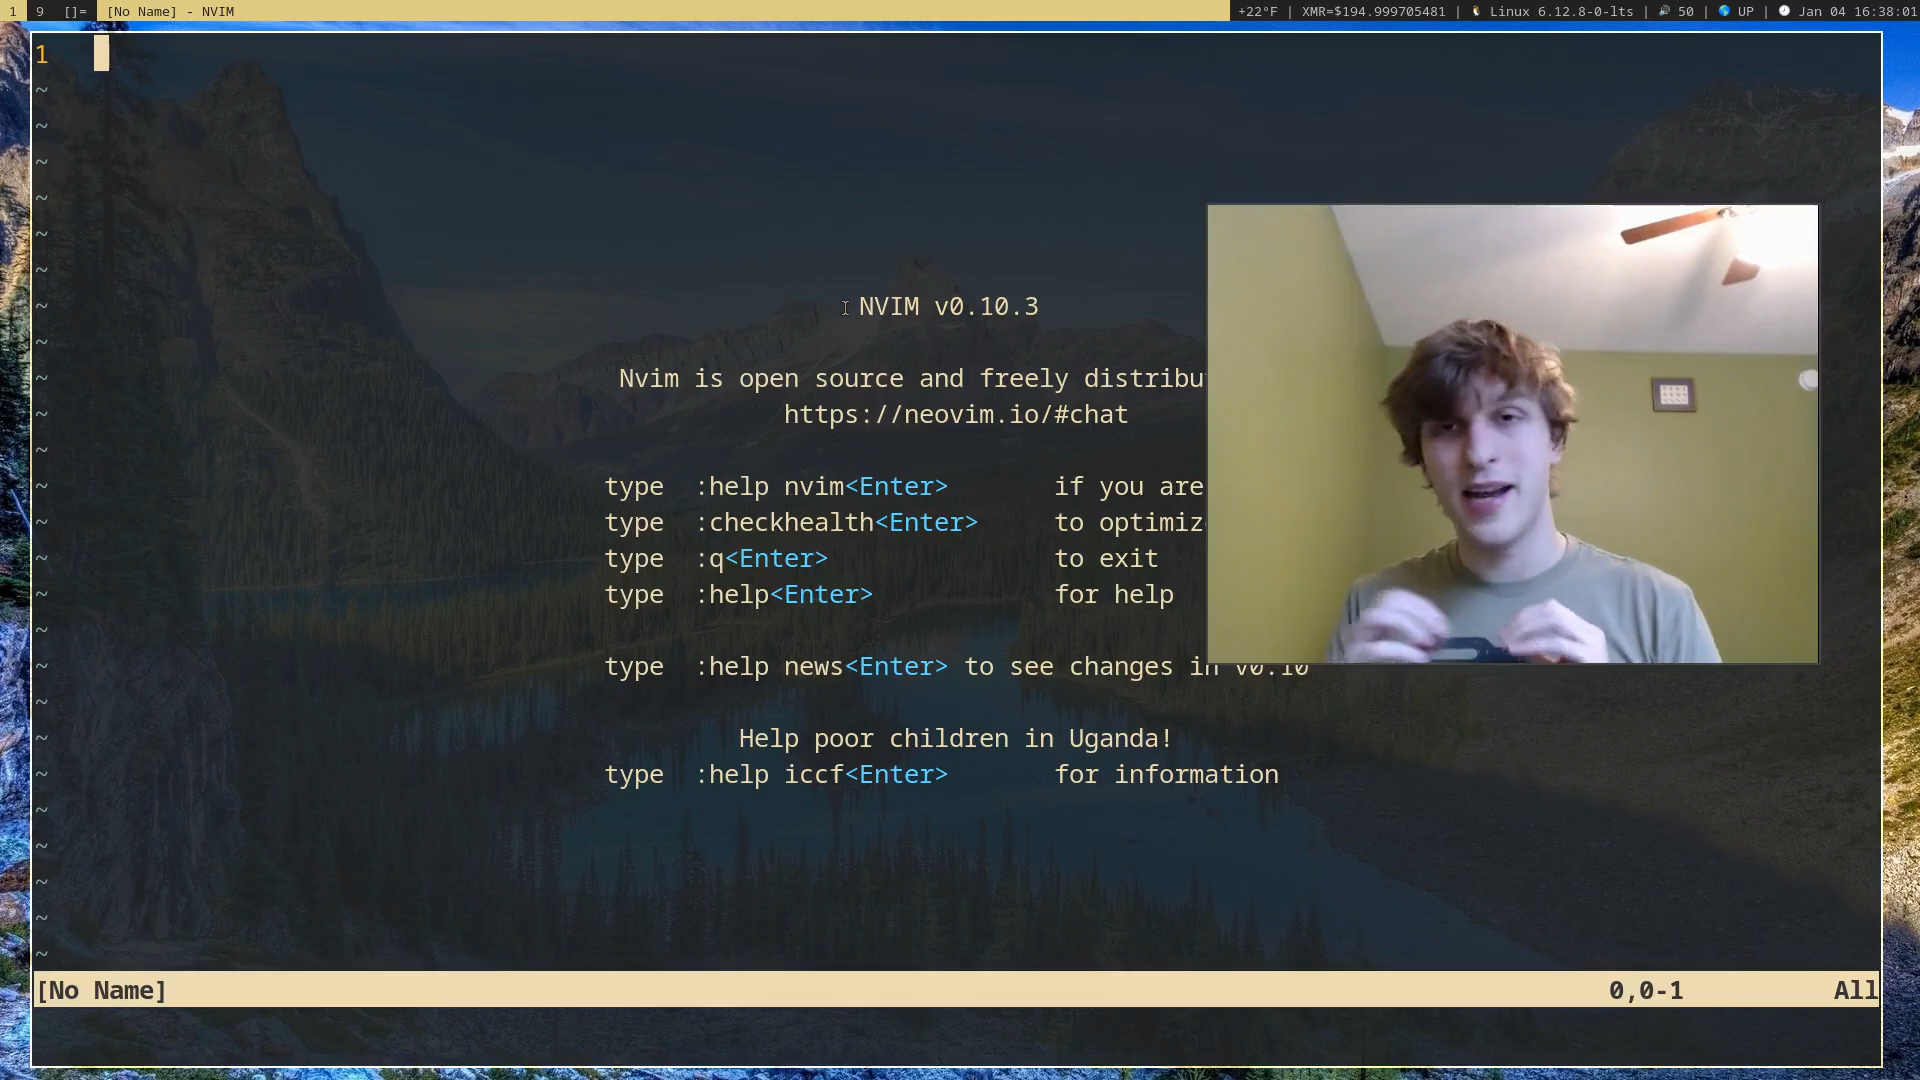 1 9 []= [No Name] - NVIM +22°F | XMR=$194.999705481 | 🐧 Linux 6.12.8-0-lts | 🔊 50 | 🌎 UP | 🕗 Jan 04 16:38:01
1
~
~
~
~
~
~
~ NVIM v0.10.3
~
~ Nvim is open source and freely distribu
~ https://neovim.io/#chat
~
~ type :help nvim<Enter> if you are
~ type :checkhealth<Enter> to optimiz
~ type :q<Enter> to exit
~ type :help<Enter> for help
~
~ type :help news<Enter> to see changes in v0.10
~
~ Help poor children in Uganda!
~ type :help iccf<Enter> for information
~
~
~
~
~
[No Name] 0,0-1 All